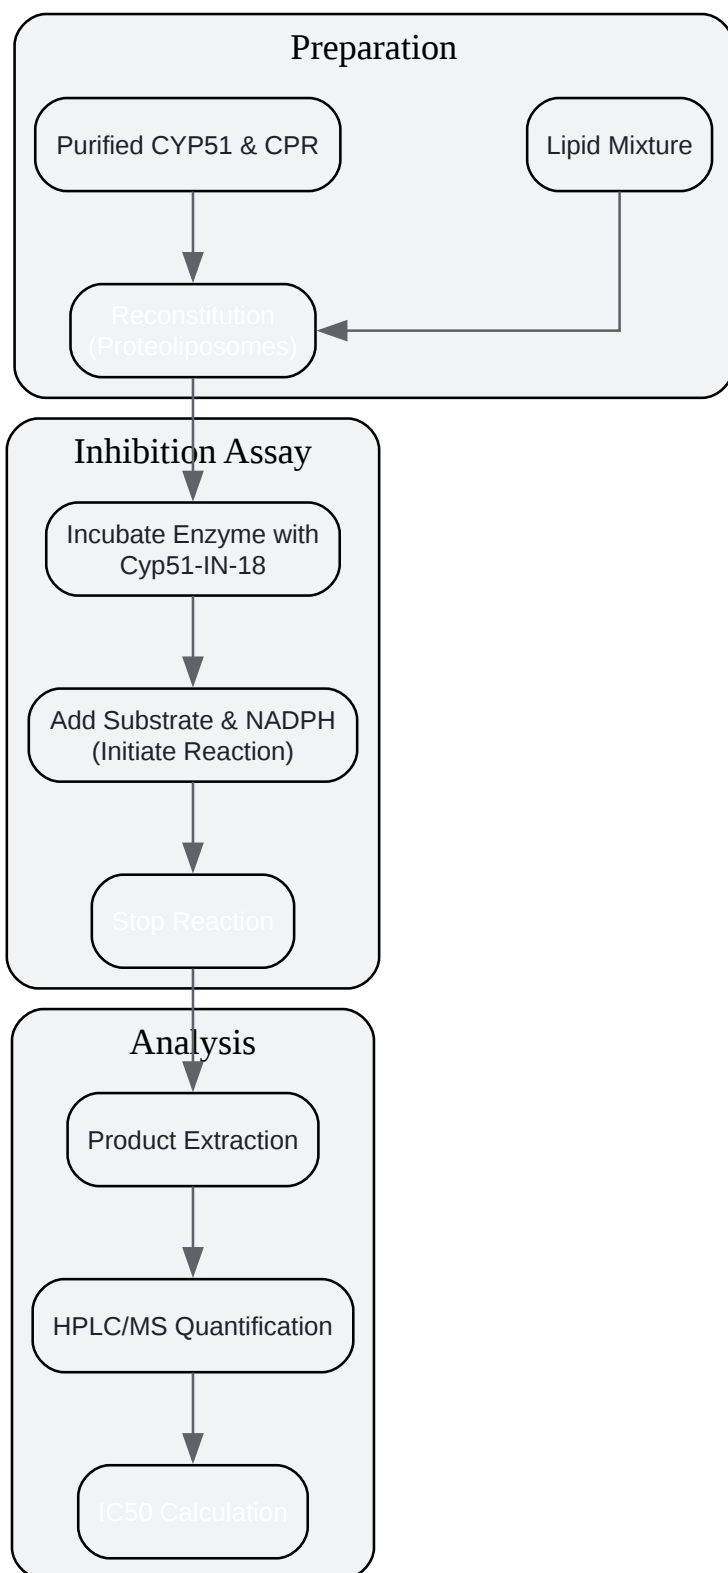 Preparation
Purified CYP51 & CPR
Lipid Mixture
Reconstitution
(Proteoliposomes)
Inhibition Assay
Incubate Enzyme with
Cyp51-IN-18
Add Substrate & NADPH
(Initiate Reaction)
Stop Reaction
Analysis
Product Extraction
HPLC/MS Quantification
IC50 Calculation